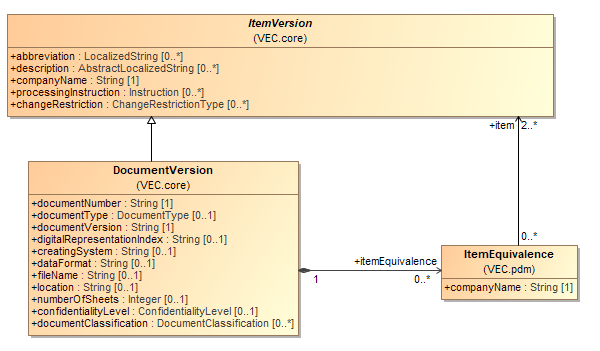 ItemVersion
(VEC.core)
+abbreviation : LocalizedString [0..*]
+description : AbstractLocalizedString [0..*]
+companyName : String [1]
+processingInstruction : Instruction [0..*]
+changeRestriction : ChangeRestrictionType [0..*]
+item 2..*
DocumentVersion
(VEC.core)
+documentNumber : String [1]
+documentType : DocumentType [0..1]
+documentVersion : String [1]
+digitalRepresentationIndex : String [0..1]
+creatingSystem : String [0..1]
+dataFormat : String [0..1]
+fileName : String [0..1]
+location : String [0..1]
+numberOfSheets : Integer [0..1]
+confidentialityLevel : ConfidentialityLevel [0..1]
+documentClassification : DocumentClassification [0..*]
+itemEquivalence
1 0..*
0..*
ItemEquivalence
(VEC.pdm)
+companyName : String [1]